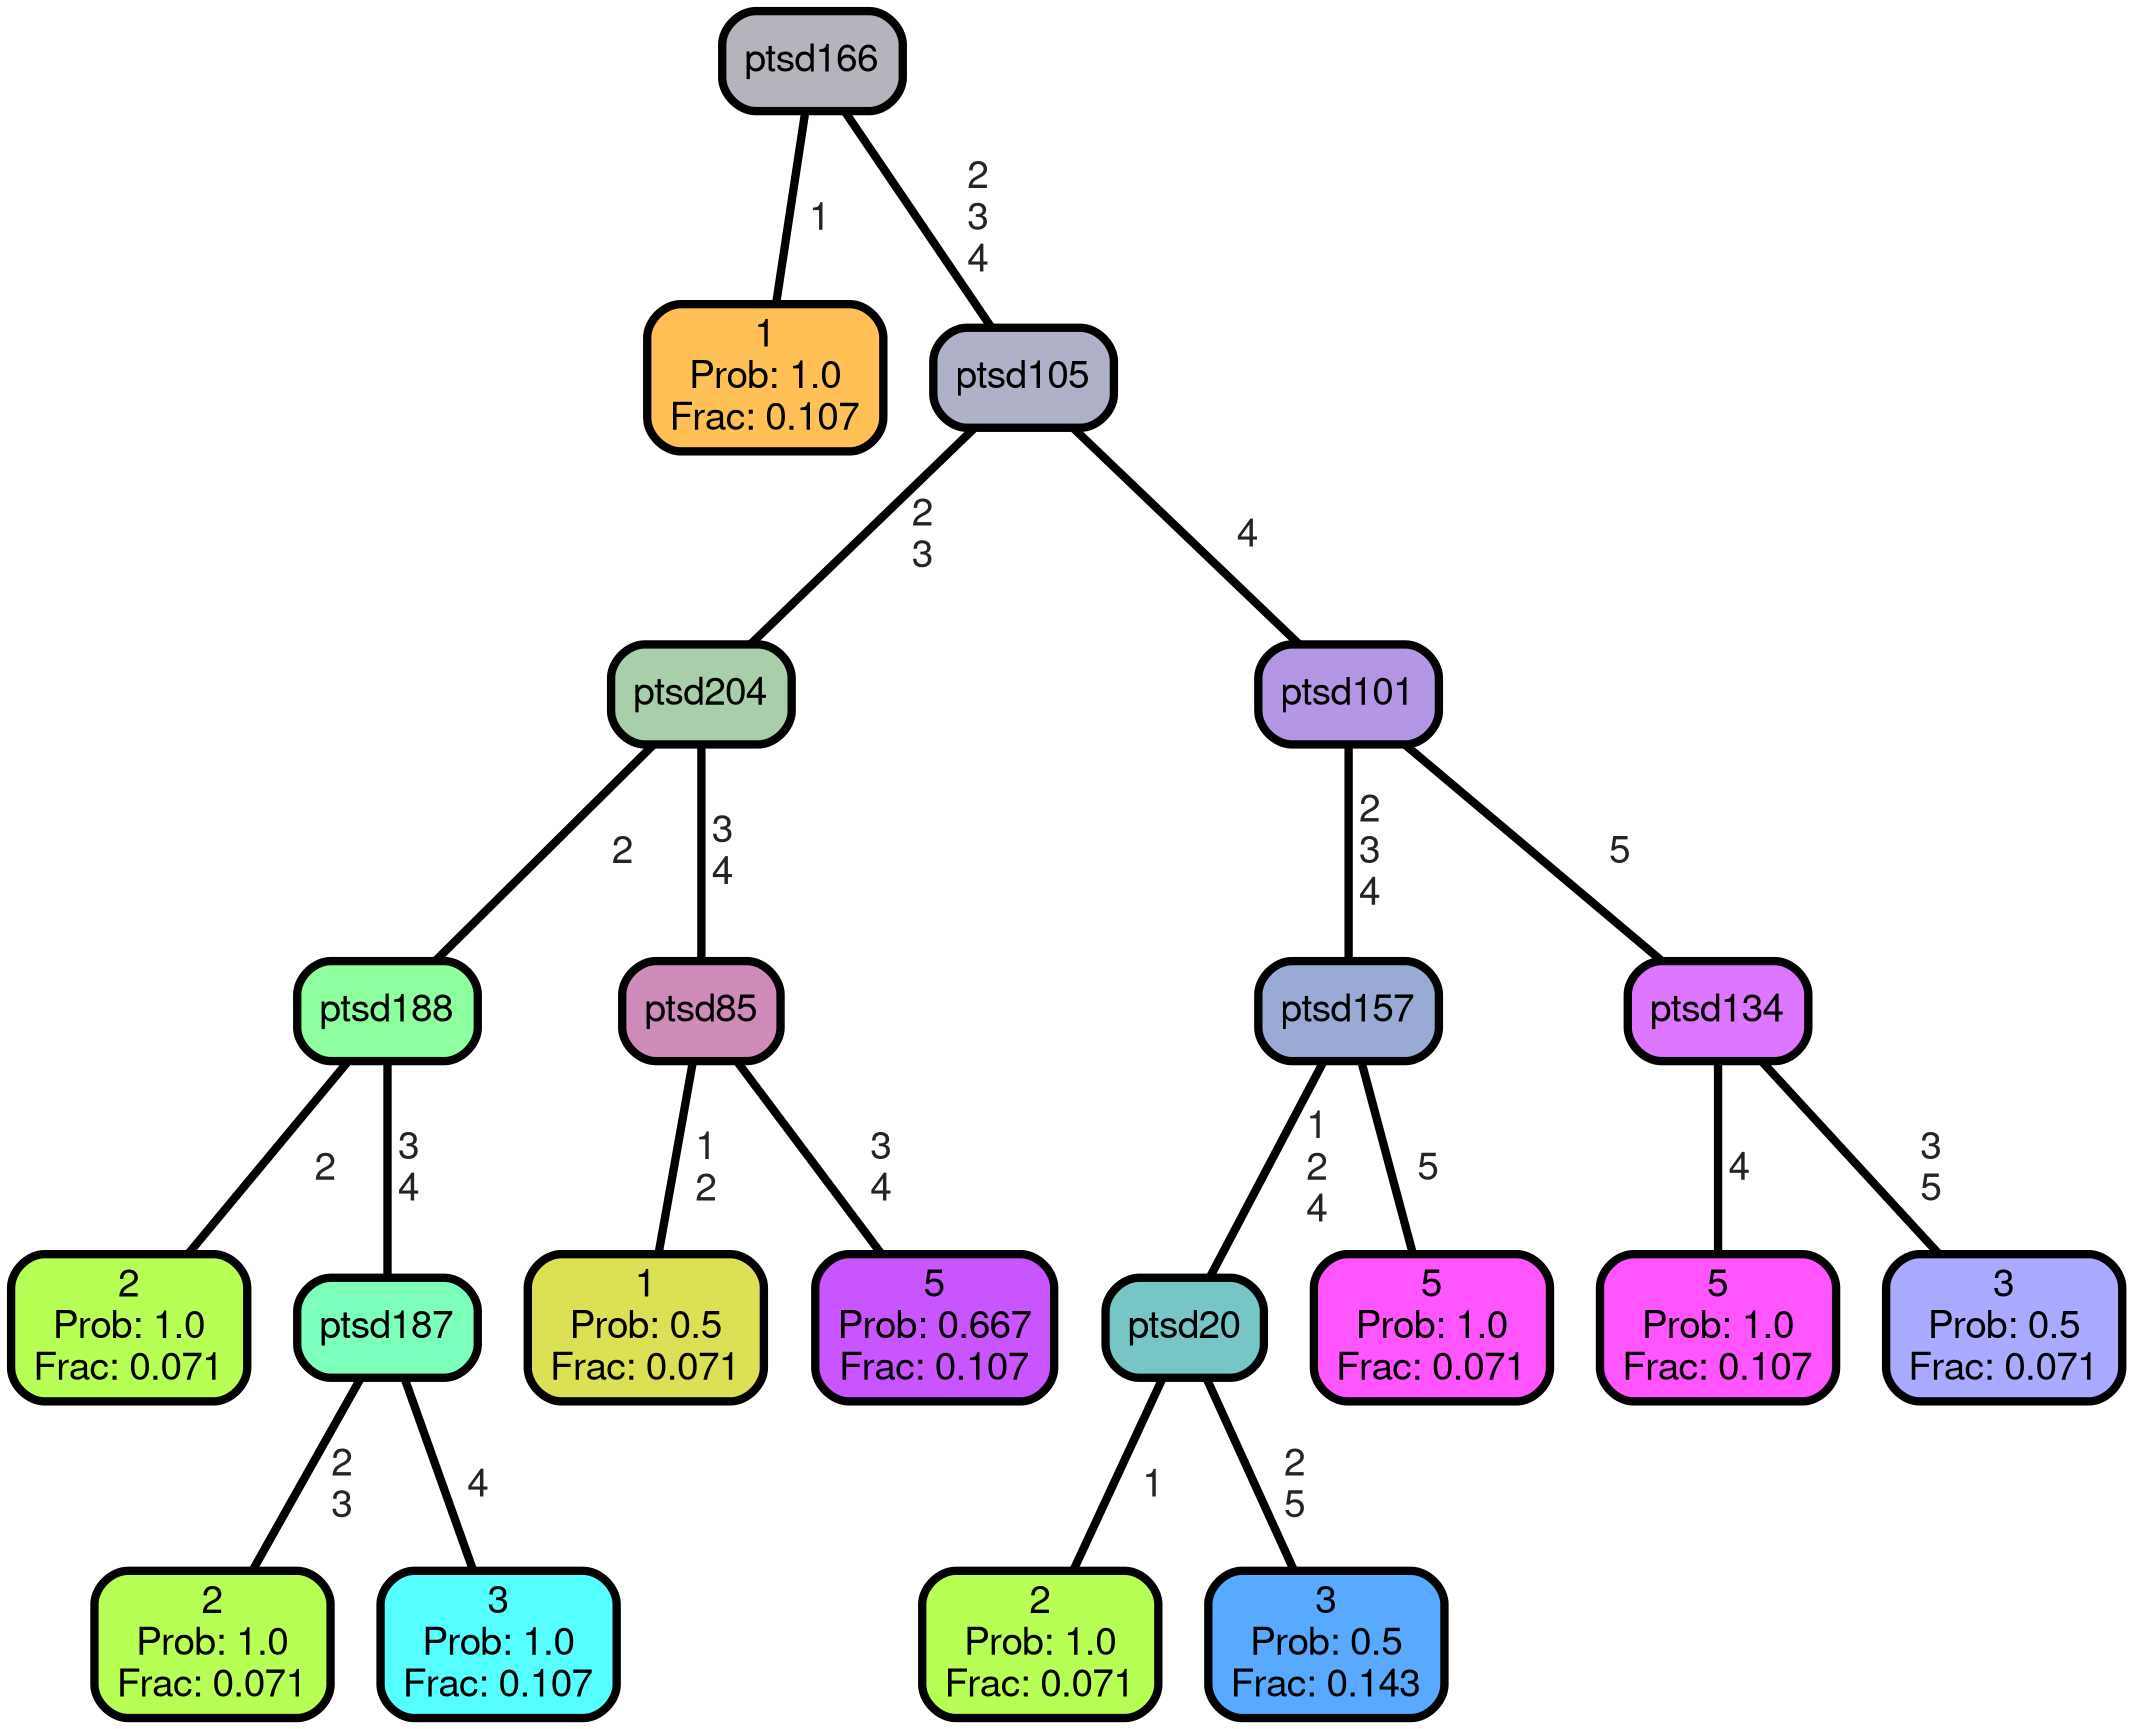 ptsd166
1
2
3
4
1
Prob: 1.0
Frac: 0.107
ptsd105
2
3
4
ptsd204
ptsd101
2
3
4
2
3
4
5
ptsd188
ptsd85
ptsd157
ptsd134
2
3
4
1
2
3
4
1
2
4
5
4
3
5
2
Prob: 1.0
Frac: 0.071
ptsd187
1
Prob: 0.5
Frac: 0.071
5
Prob: 0.667
Frac: 0.107
ptsd20
5
Prob: 1.0
Frac: 0.071
5
Prob: 1.0
Frac: 0.107
3
Prob: 0.5
Frac: 0.071
2
3
4
1
2
5
2
Prob: 1.0
Frac: 0.071
3
Prob: 1.0
Frac: 0.107
2
Prob: 1.0
Frac: 0.071
3
Prob: 0.5
Frac: 0.143